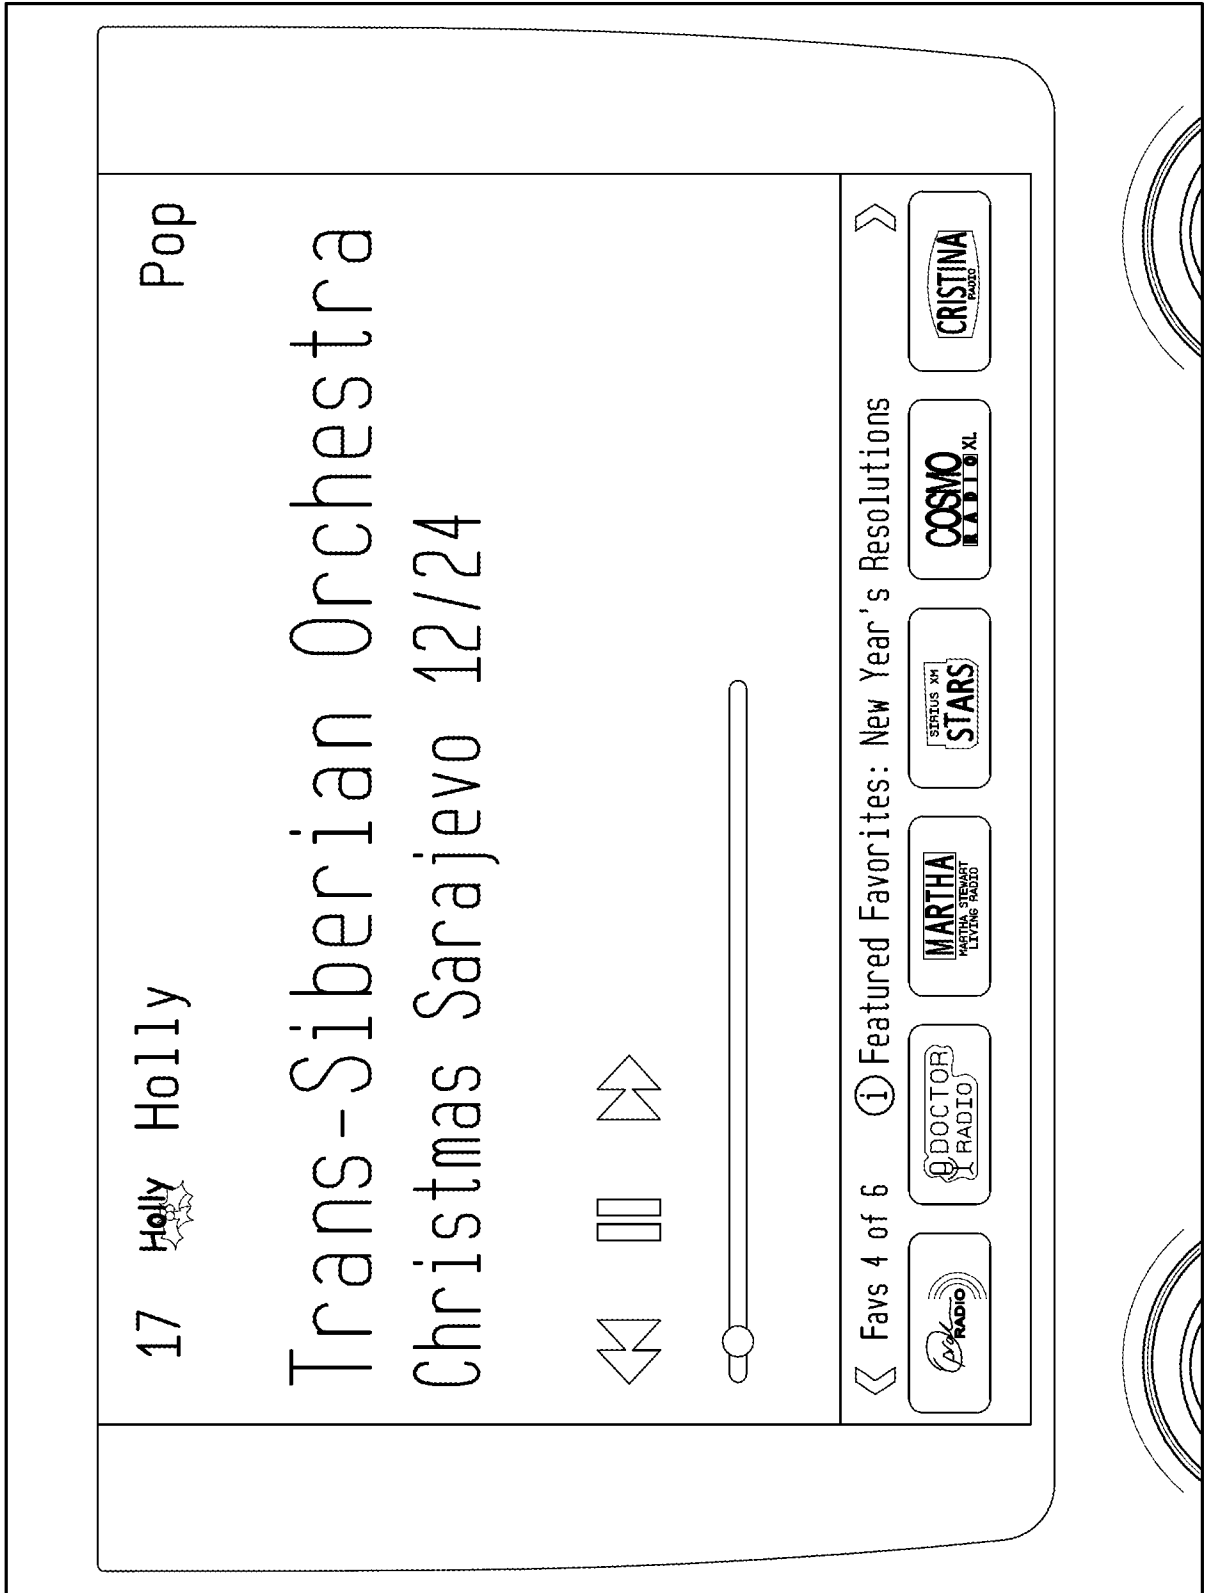 17 Holly Holly Pop
Trans-Siberian Orchestra
Christmas Sarajevo 12/24
Favs 4 of 6 i Featured Favorites: New Year's Resolutions
Oprah
RADIO
DOCTOR
RADIO
MARTHA
MARTHA STEWART
LIVING RADIO
SIRIUS XM
STARS
COSMO
RADIO XL
CRISTINA
RADIO